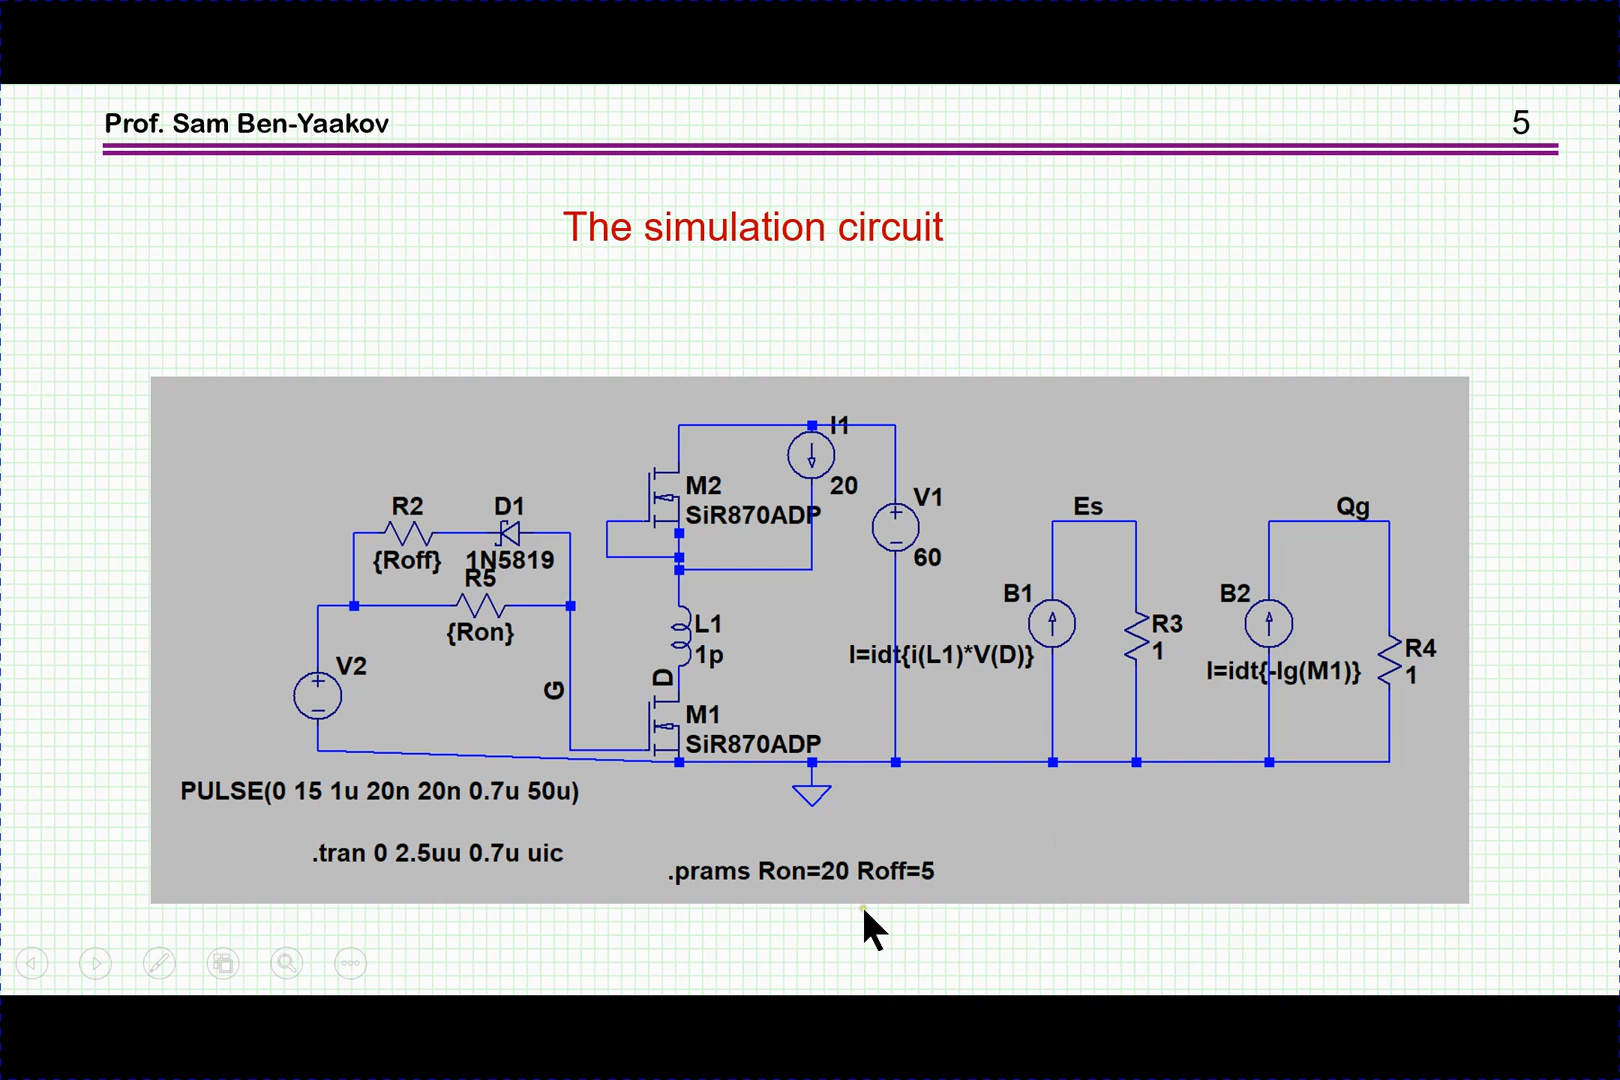 Prof. Sam Ben-Yaakov
5
The simulation circuit
I1
20
M2
SiR870ADP
V1
60
R2
{Roff}
D1
1N5819
R5
{Ron}
Es
Qg
L1
1p
B1
I=idt{i(L1)*V(D)}
R3
1
B2
I=idt{-Ig(M1)}
R4
1
V2
G
D
M1
SiR870ADP
PULSE(0 15 1u 20n 20n 0.7u 50u)
.tran 0 2.5uu 0.7u uic
.prams Ron=20 Roff=5